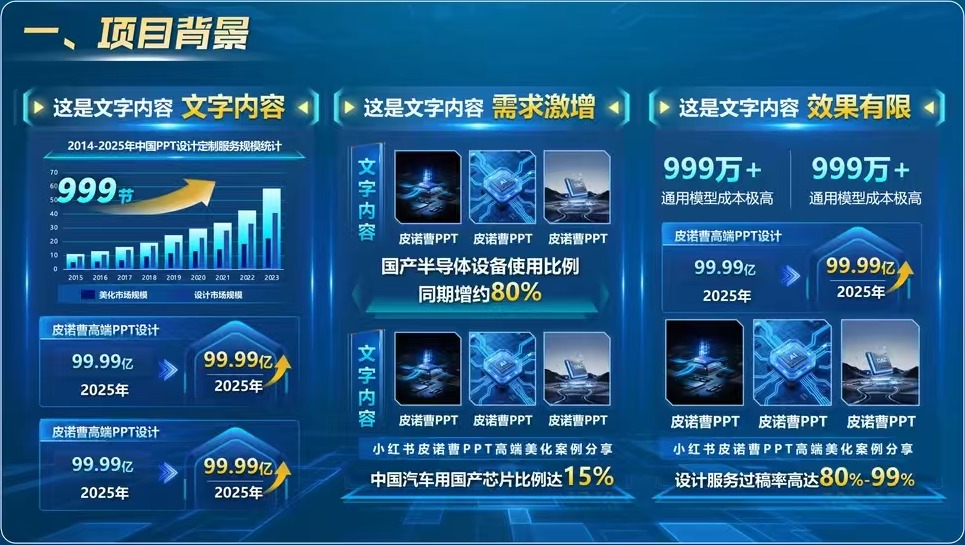 一、项目背景
这是文字内容 文字内容
2014-2025年中国PPT设计定制服务规模统计
999节
70
60
50
40
30
20
10
0
2015 2016 2017 2018 2019 2020 2021 2022 2023
美化市场规模 设计市场规模
皮诺曹高端PPT设计
99.99亿 99.99亿
2025年 2025年
皮诺曹高端PPT设计
99.99亿 99.99亿
2025年 2025年
这是文字内容 需求激增
文字内容
AI
皮诺曹PPT 皮诺曹PPT 皮诺曹PPT
国产半导体设备使用比例
同期增约80%
文字内容
AI
皮诺曹PPT 皮诺曹PPT 皮诺曹PPT
小红书皮诺曹PPT高端美化案例分享
中国汽车用国产芯片比例达15%
这是文字内容 效果有限
999万+ 999万+
通用模型成本极高 通用模型成本极高
皮诺曹高端PPT设计
99.99亿 99.99亿
2025年 2025年
AI
皮诺曹PPT 皮诺曹PPT 皮诺曹PPT
小红书皮诺曹PPT高端美化案例分享
设计服务过稿率高达80%-99%